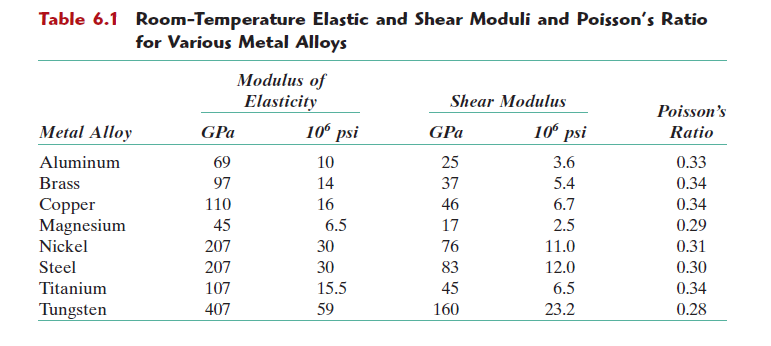 Table 6.1 Room-Temperature Elastic and Shear Moduli and Poisson's Ratio
for Various Metal Alloys
Modulus of
Elasticity Shear Modulus Poisson's
Metal Alloy GPa 10⁶ psi GPa 10⁶ psi Ratio
Aluminum 69 10 25 3.6 0.33
Brass 97 14 37 5.4 0.34
Copper 110 16 46 6.7 0.34
Magnesium 45 6.5 17 2.5 0.29
Nickel 207 30 76 11.0 0.31
Steel 207 30 83 12.0 0.30
Titanium 107 15.5 45 6.5 0.34
Tungsten 407 59 160 23.2 0.28